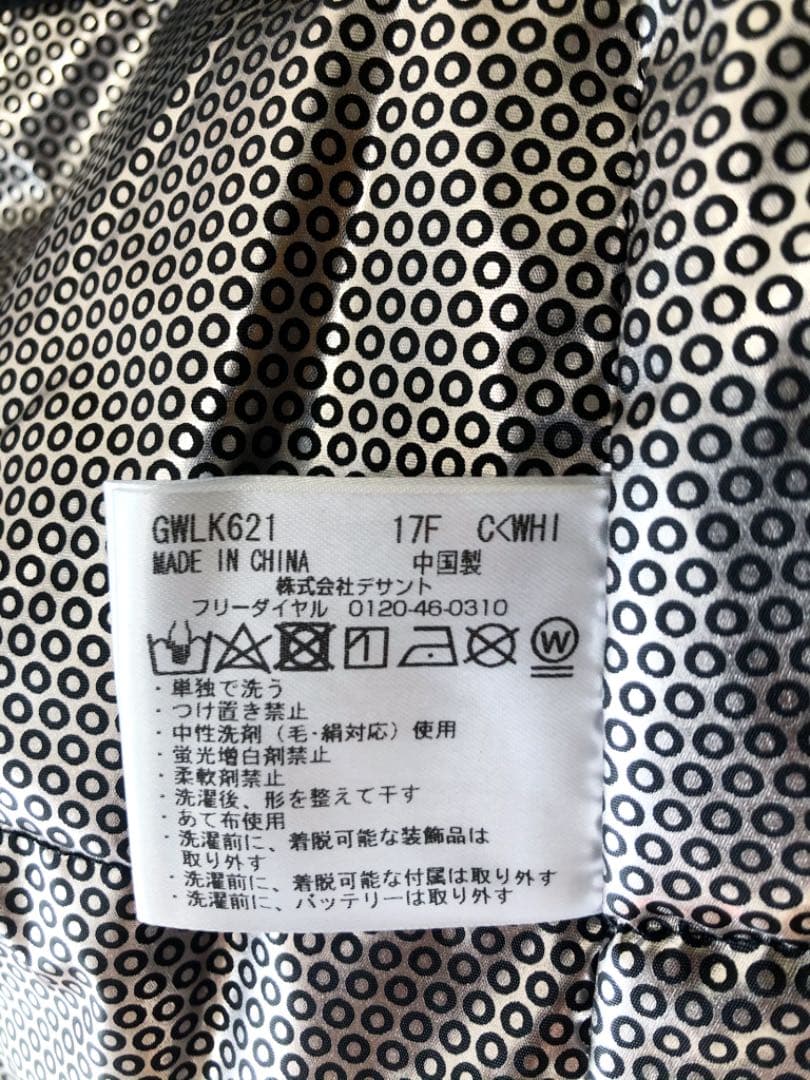 GWLK621 17F C<WHI
MADE IN CHINA 中国製
株式会社デサント
フリーダイヤル 0120-46-0310
W
・単独で洗う
・つけ置き禁止
・中性洗剤（毛・絹対応）使用
・蛍光増白剤禁止
・柔軟剤禁止
・洗濯後、形を整えて干す
・あて布使用
・洗濯前に、着脱可能な装飾品は
取り外す
・洗濯前に、着脱可能な付属は取り外す
・洗濯前に、バッテリーは取り外す